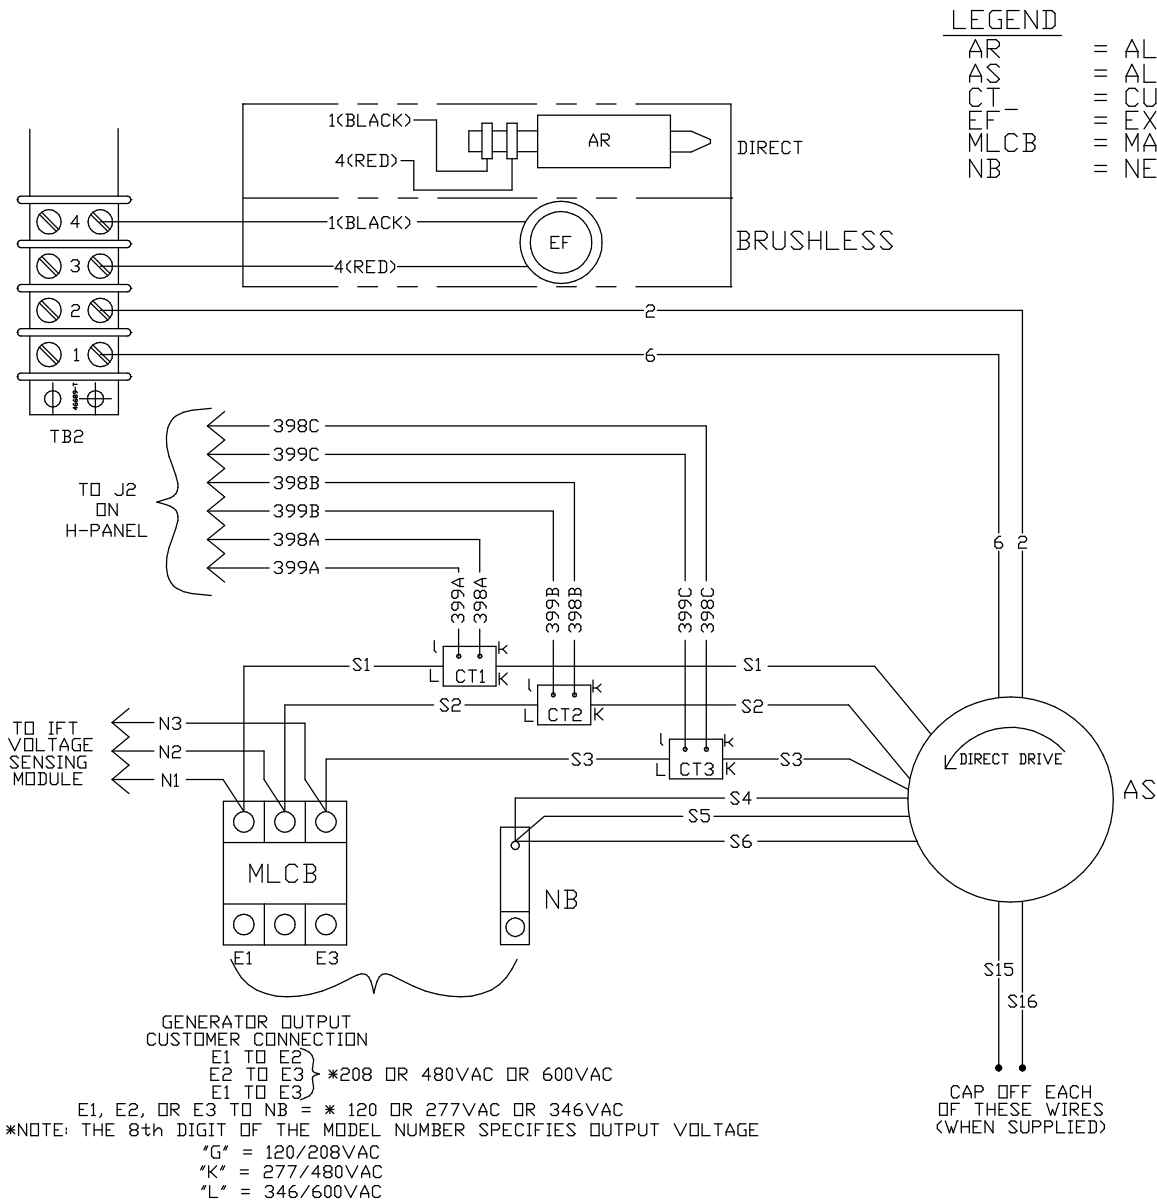 LEGEND
AR = AL
AS = AL
CT_ = CU
EF = EX
MLCB = MA
NB = NE
1(BLACK)
AR
4(RED)
DIRECT
4
1(BLACK)
EF
BRUSHLESS
3
4(RED)
2
2
1
6
46689-T
TB2
398C
399C
398B
399B
398A
399A
TO J2
ON
H-PANEL
6 2
399A
398A
399B
398B
399C
398C
l K
L CT1 K
S1
S1
l K
L CT2 K
S2
S2
l K
L CT3 K
S3
S3
TO IFT
VOLTAGE
SENSING
MODULE
N3
N2
N1
DIRECT DRIVE
AS
S4
S5
S6
MLCB
NB
E1 E3
S15
S16
GENERATOR OUTPUT
CUSTOMER CONNECTION
E1 TO E2
E2 TO E3 *208 OR 480VAC OR 600VAC
E1 TO E3
E1, E2, OR E3 TO NB = * 120 OR 277VAC OR 346VAC
*NOTE: THE 8th DIGIT OF THE MODEL NUMBER SPECIFIES OUTPUT VOLTAGE
"G" = 120/208VAC
"K" = 277/480VAC
"L" = 346/600VAC
CAP OFF EACH
OF THESE WIRES
(WHEN SUPPLIED)